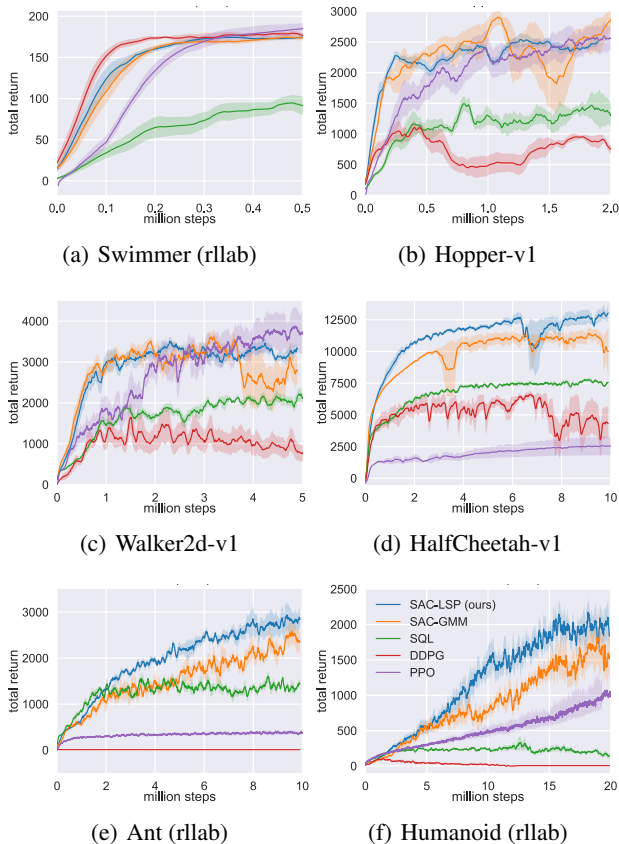 200
150
100
50
0
total return
0.0
0.1
0.2
0.3
0.4
0.5
million steps
(a) Swimmer (rllab)
3000
2500
2000
1500
1000
500
0
total return
0.0
0.5
1.0
1.5
2.0
million steps
(b) Hopper-v1
4000
3000
2000
1000
0
total return
0
1
2
3
4
5
million steps
(c) Walker2d-v1
12500
10000
7500
5000
2500
0
total return
0
2
4
6
8
10
million steps
(d) HalfCheetah-v1
3000
2000
1000
0
total return
0
2
4
6
8
10
million steps
(e) Ant (rllab)
2500
2000
1500
1000
500
0
total return
SAC-LSP (ours)
SAC-GMM
SQL
DDPG
PPO
0
5
10
15
20
million steps
(f) Humanoid (rllab)